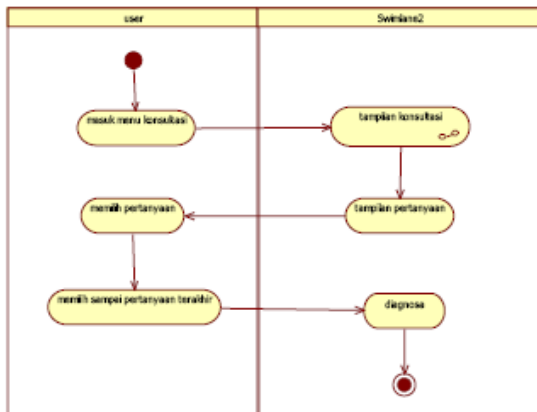 user
Swimlane2
masuk menu konsultasi
tampilan konsultasi
memilih pertanyaan
tampilan pertanyaan
memilih sampai pertanyaan terakhir
diagnosa